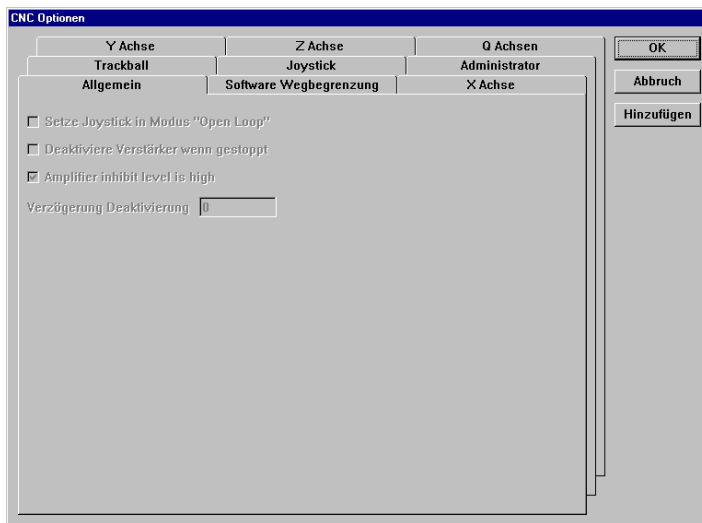 CNC Optionen
Y Achse
Z Achse
Q Achsen
Trackball
Joystick
Administrator
Allgemein
Software Wegbegrenzung
X Achse
OK
Abbruch
Hinzufügen
Setze Joystick in Modus "Open Loop"
Deaktiviere Verstärker wenn gestoppt
Amplifier inhibit level is high
Verzögerung Deaktivierung 0